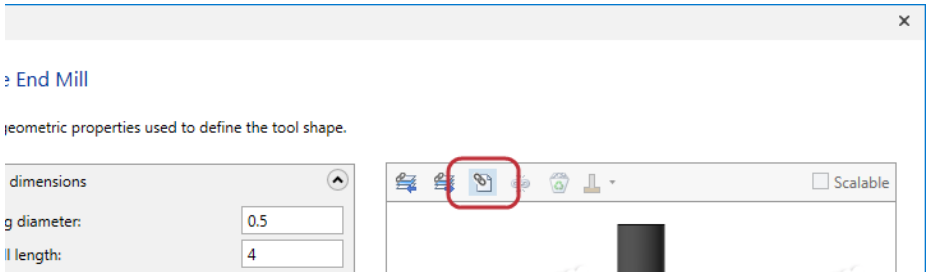 e End Mill
geometric properties used to define the tool shape.
dimensions
Scalable
g diameter:
0.5
ll length:
4